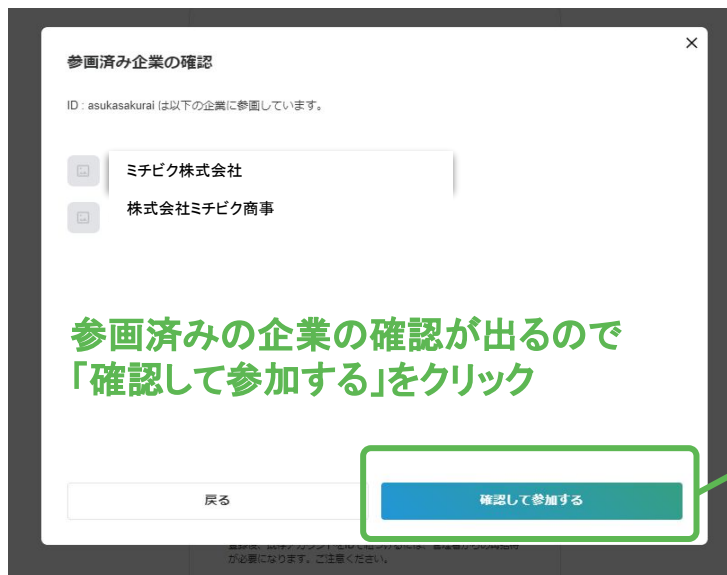 参画済み企業の確認
ID : asukasakurai は以下の企業に参画しています。
ミチビク株式会社
株式会社ミチビク商事
参画済みの企業の確認が出るので
「確認して参加する」をクリック
戻る
確認して参加する
が必要になります。ご注意ください。